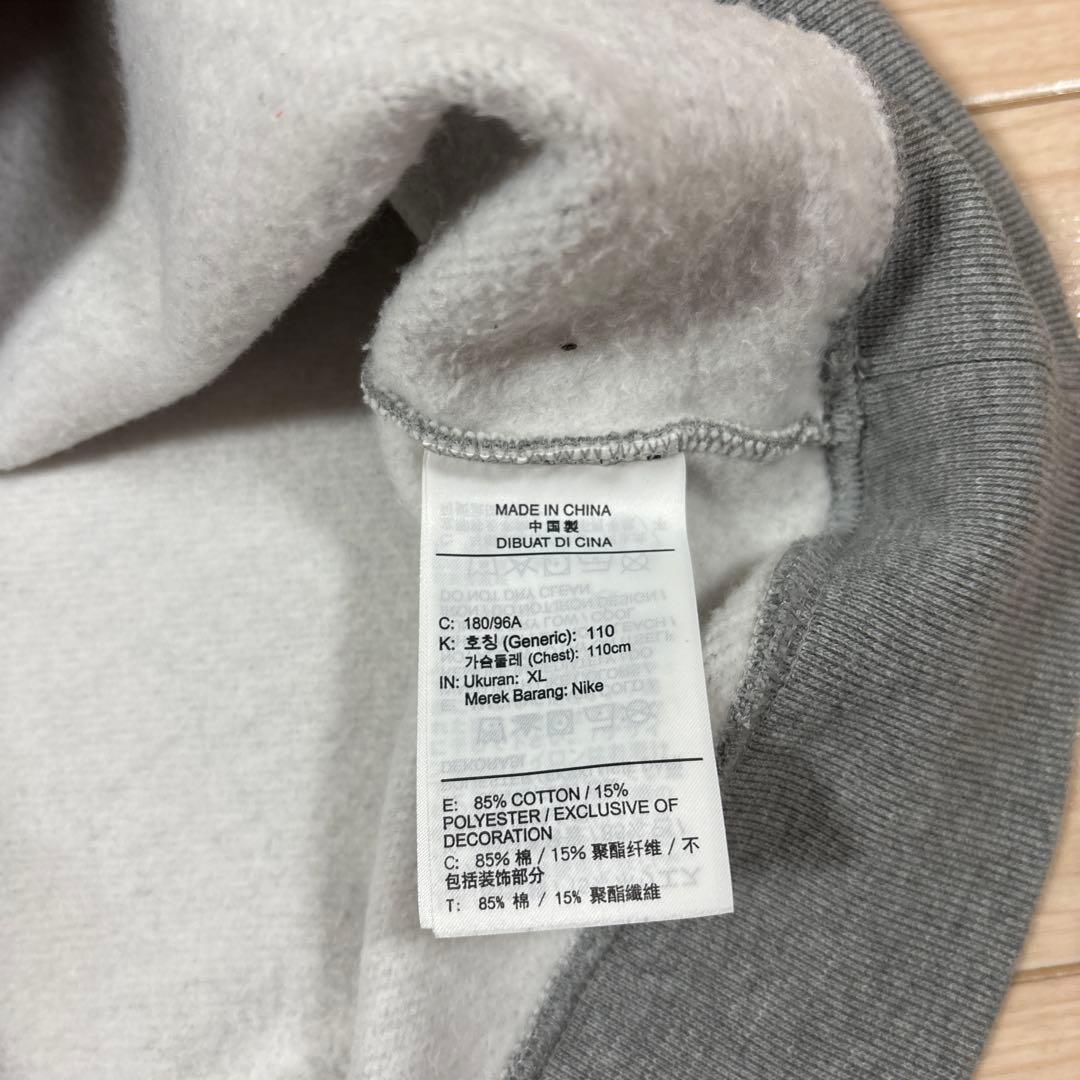 MADE IN CHINA
中国製
DIBUAT DI CINA
C: 180/96A
K: 호칭 (Generic): 110
가슴둘레 (Chest): 110cm
IN: Ukuran: XL
Merek Barang: Nike
E: 85% COTTON / 15%
POLYESTER / EXCLUSIVE OF
DECORATION
C: 85% 棉 / 15% 聚酯纤维 / 不
包括装饰部分
T: 85% 棉 / 15% 聚酯纖維